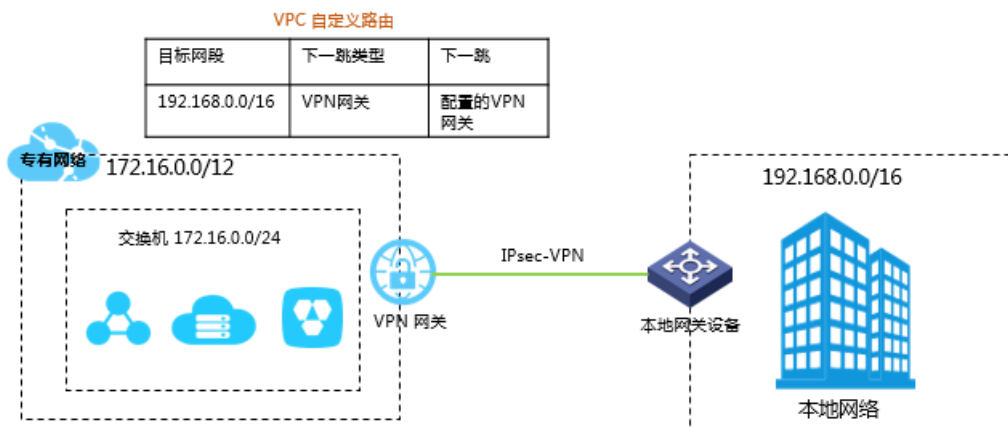 VPC 自定义路由
目标网段 下一跳类型 下一跳
192.168.0.0/16 VPN网关 配置的VPN
网关
专有网络
172.16.0.0/12
192.168.0.0/16
交换机 172.16.0.0/24
IPsec-VPN
VPN 网关
本地网关设备
本地网络